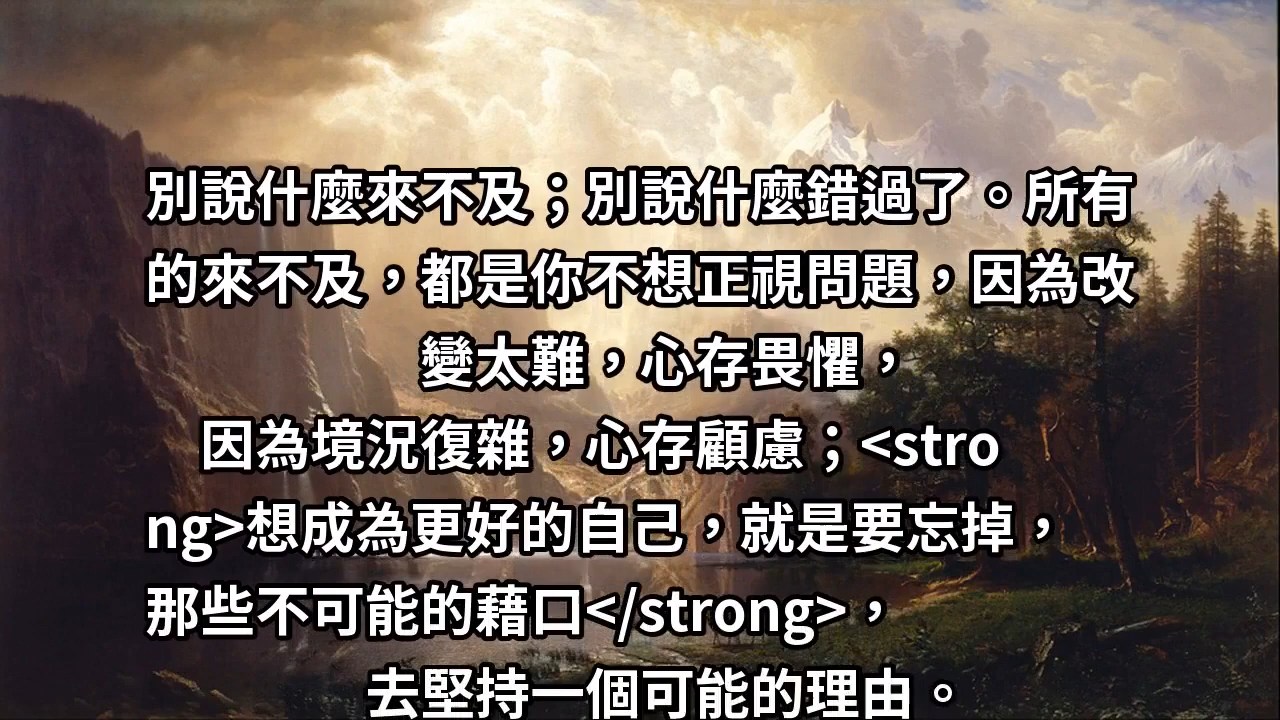 別說什麼來不及；別說什麼錯過了。所有
的來不及，都是你不想正視問題，因為改
變太難，心存畏懼，
因為境況復雜，心存顧慮；<stro
ng>想成為更好的自己，就是要忘掉，
那些不可能的藉口</strong>，
去堅持一個可能的理由。